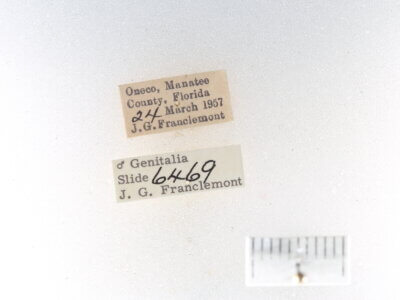 Oneco, Manatee
County, Florida
24 March 1957
J.G. Franclemont
♂ Genitalia
Slide 6469
J. G. Franclemont